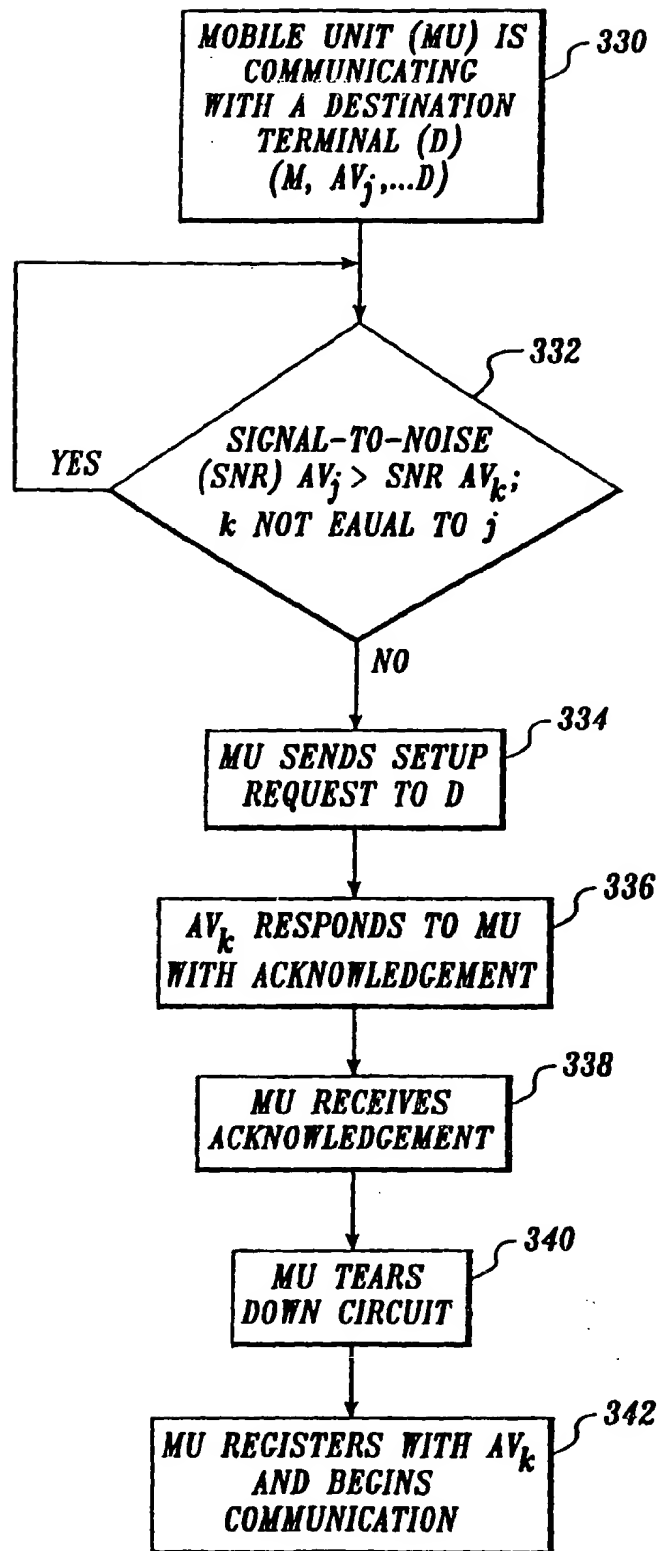 MOBILE UNIT (MU) IS
COMMUNICATING
WITH A DESTINATION
TERMINAL (D)
(M, AVj,...D)
330
332
SIGNAL-TO-NOISE
(SNR) AVj > SNR AVk;
k NOT EAUAL TO j
YES
NO
334
MU SENDS SETUP
REQUEST TO D
336
AVk RESPONDS TO MU
WITH ACKNOWLEDGEMENT
338
MU RECEIVES
ACKNOWLEDGEMENT
340
MU TEARS
DOWN CIRCUIT
342
MU REGISTERS WITH AVk
AND BEGINS
COMMUNICATION